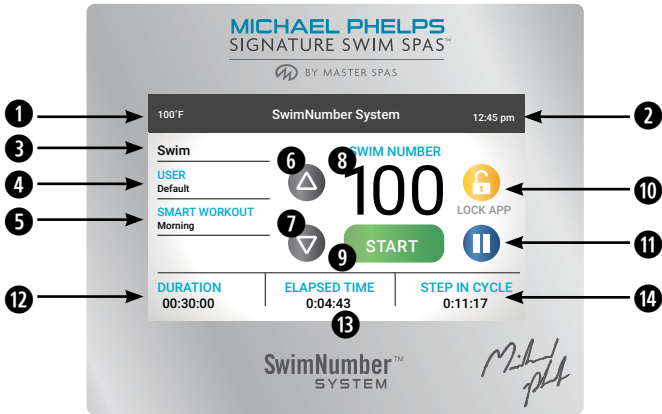 MICHAEL PHELPS
SIGNATURE SWIM SPAS™
BY MASTER SPAS
1
100°F
SwimNumber System
12:45 pm
2
3
Swim
6
8
SWIM NUMBER
4
USER
Default
100
10
LOCK APP
5
SMART WORKOUT
Morning
7
9
START
11
12
DURATION
00:30:00
ELAPSED TIME
0:04:43
STEP IN CYCLE
0:11:17
14
13
SwimNumber™
SYSTEM